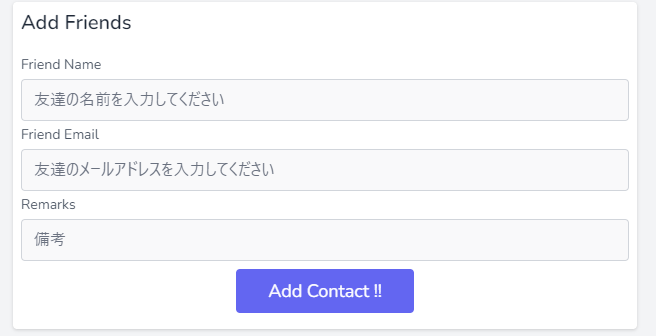 Add Friends
Friend Name
友達の名前を入力してください
Friend Email
友達のメールアドレスを入力してください
Remarks
備考
Add Contact !!